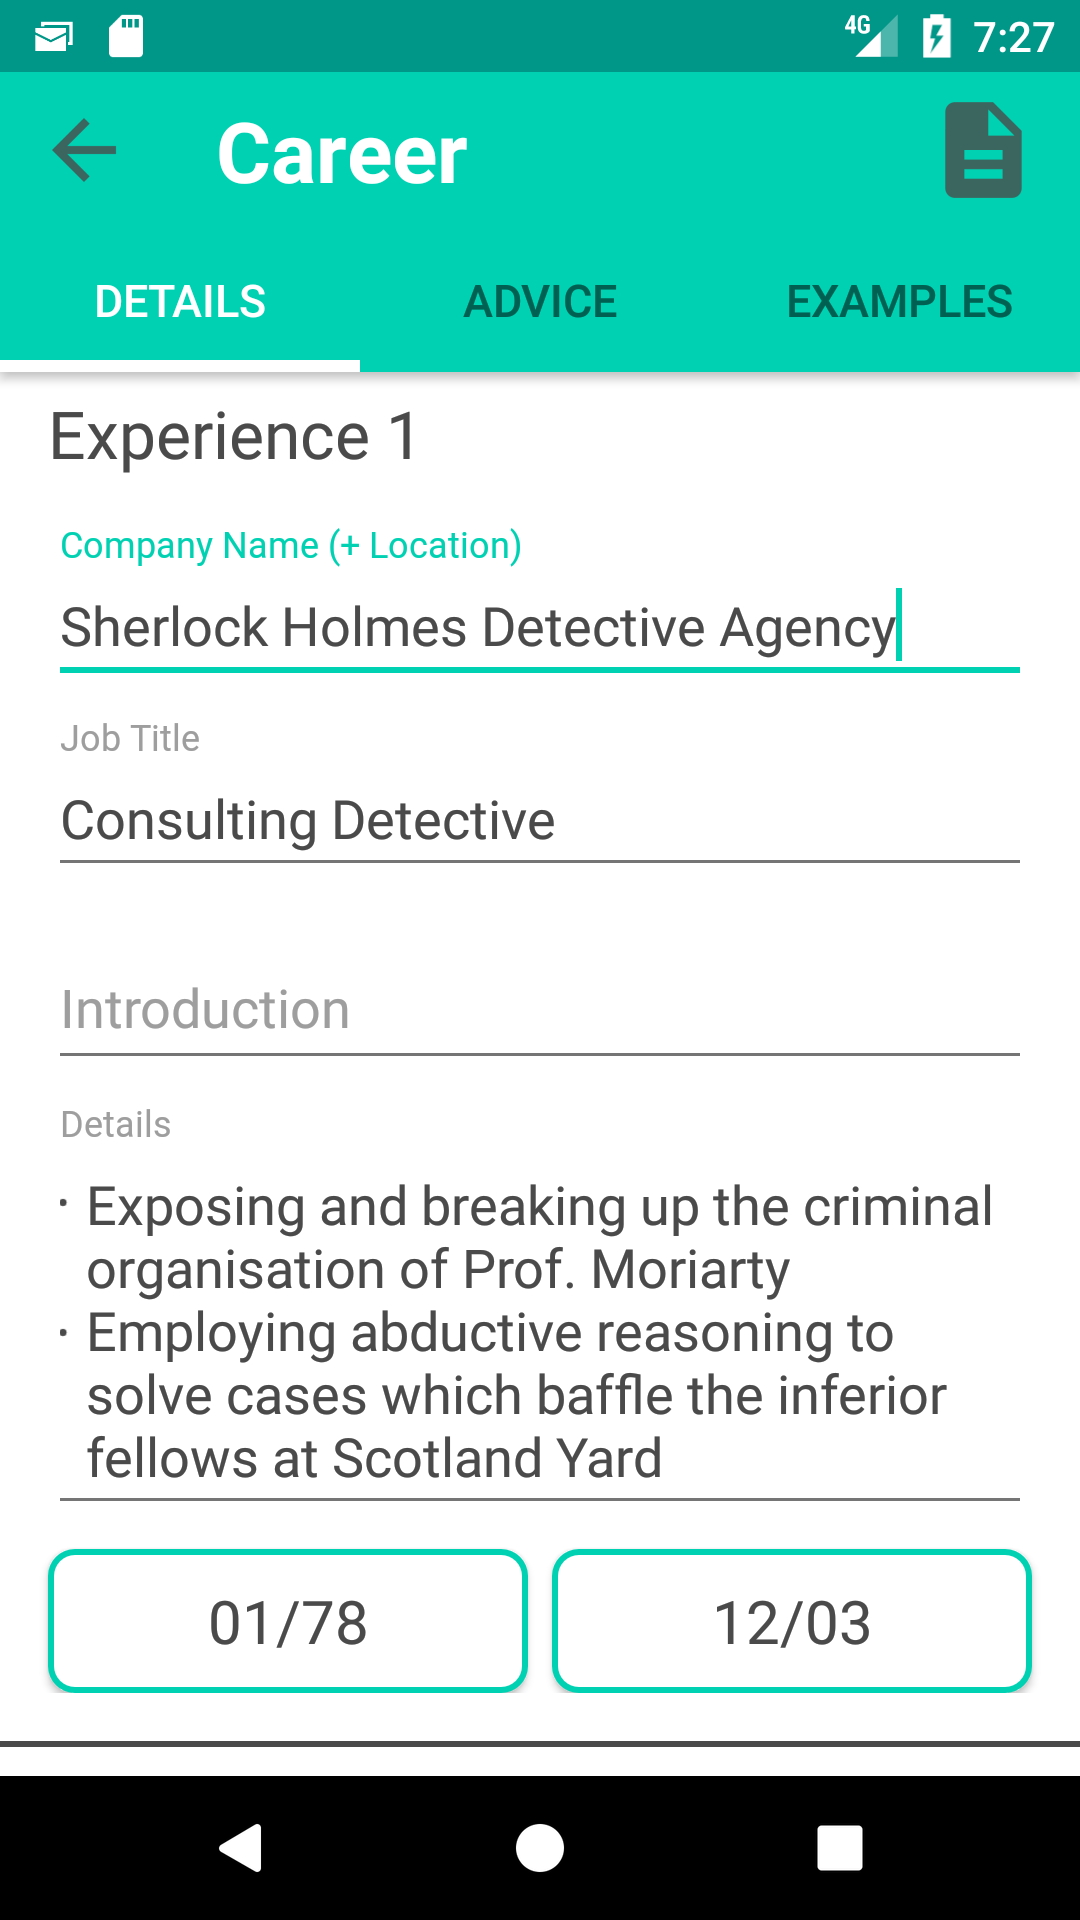 4G 7:27
Career
DETAILS ADVICE EXAMPLES
Experience 1
Company Name (+ Location)
Sherlock Holmes Detective Agency
Job Title
Consulting Detective
Introduction
Details
· Exposing and breaking up the criminal
organisation of Prof. Moriarty
· Employing abductive reasoning to
solve cases which baffle the inferior
fellows at Scotland Yard
01/78 12/03